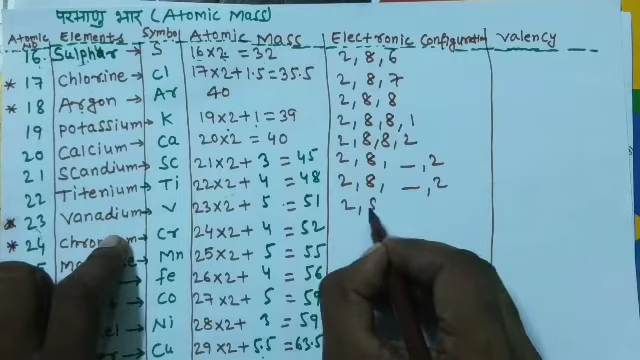 परमाणु भार (Atomic Mass)
Atomic No Elements Symbol Atomic Mass Electronic Configuration Valency
16. Sulphar → S 16×2 = 32 2, 8, 6
* 17 Chlorine → Cl 17×2+1.5=35.5 2, 8, 7
* 18 Argon → Ar 40 2, 8, 8
19 potassium → K 19×2+1=39 2, 8, 8, 1
20 Calcium → Ca 20×2 = 40 2, 8, 8, 2
21 Scandium → Sc 21×2+ 3 = 45 2, 8, _, 2
22 Titenium → Ti 22×2+ 4 = 48 2, 8, _, 2
* 23 Vanadium → V 23×2+ 5 = 51 2, 8
* 24 Cr 24×2+ 4 = 52
Mn 25×2+ 5 = 55
fe 26×2+ 4 = 56
Co 27×2+ 5 = 59
Ni 28×2+ 3 = 59
Cu 29×2+ 5.5 = 63.5